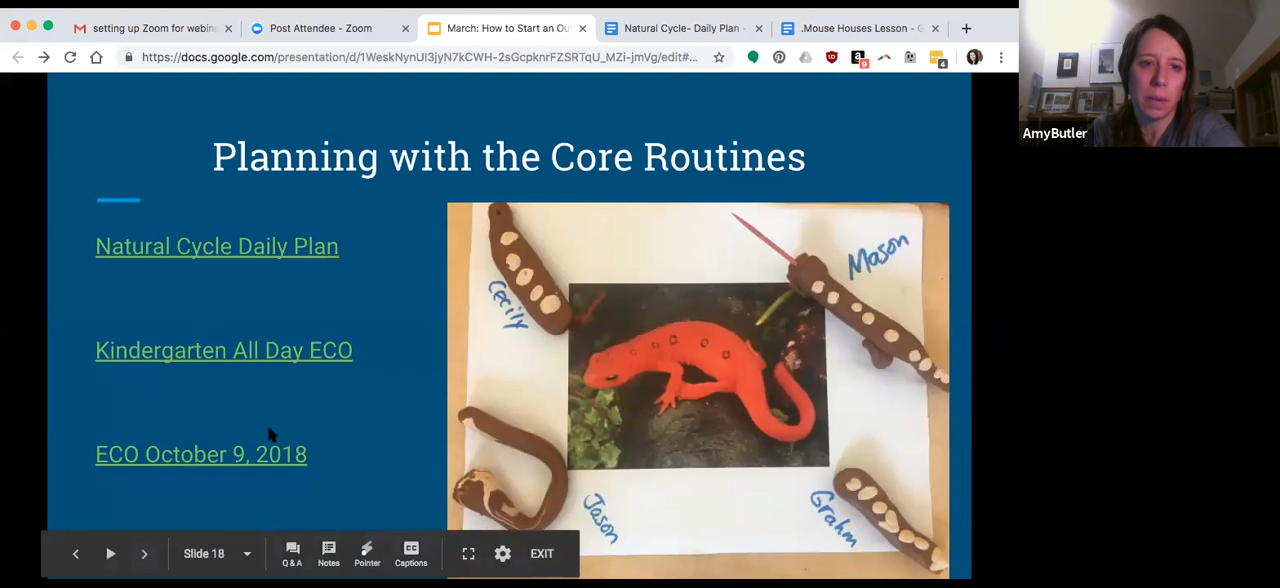 setting up Zoom for webin
Post Attendee - Zoom
March: How to Start an Ou
Natural Cycle- Daily Plan -
.Mouse Houses Lesson - G
https://docs.google.com/presentation/d/1WeskNynUl3jyN7kCWH-2sGcpknrFZSRTqU_MZi-jmVg/edit#...
AmyButler
Planning with the Core Routines
Natural Cycle Daily Plan
Kindergarten All Day ECO
ECO October 9, 2018
Cecily
Mason
Jason
Grahm
Slide 18
Q & A
Notes
Pointer
Captions
EXIT